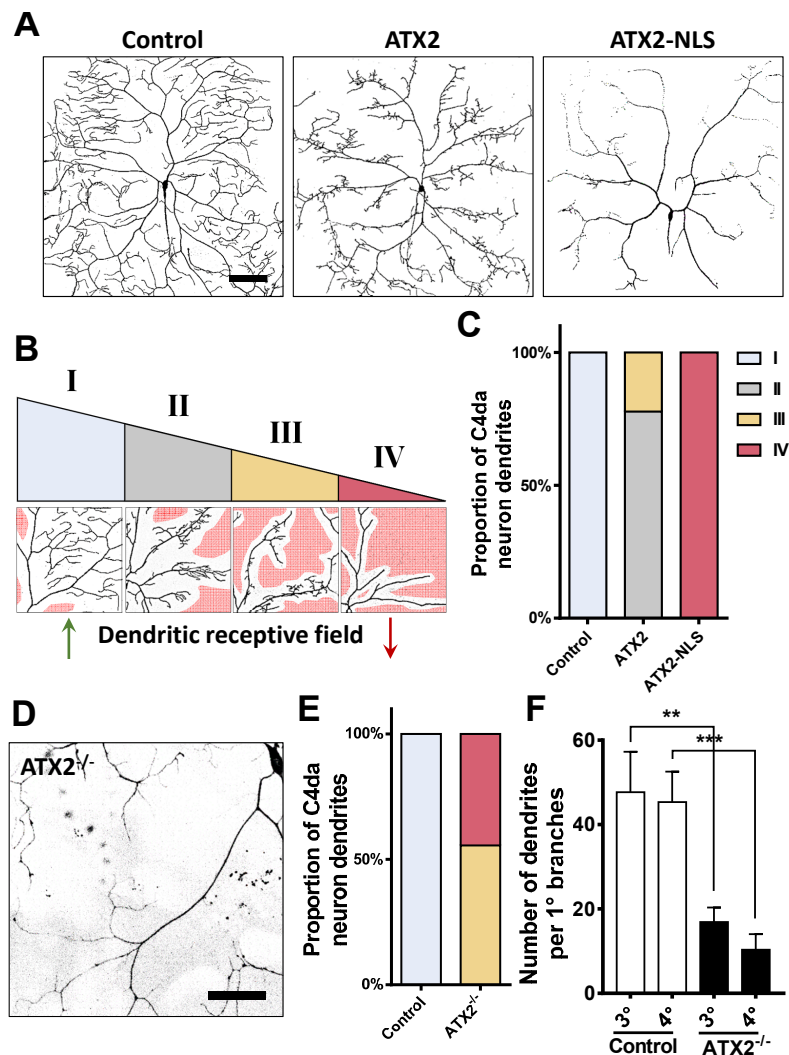 A
Control
ATX2
ATX2-NLS
B
I
II
III
IV
Dendritic receptive field
C
Proportion of C4da
neuron dendrites
100%
50%
0%
Control
ATX2
ATX2-NLS
I
II
III
IV
D
ATX2-/-
E
Proportion of C4da
neuron dendrites
100%
50%
0%
Control
ATX2-/-
F
Number of dendrites
per 1° branches
60
40
20
0
**
***
3°
4°
3°
4°
Control
ATX2-/-